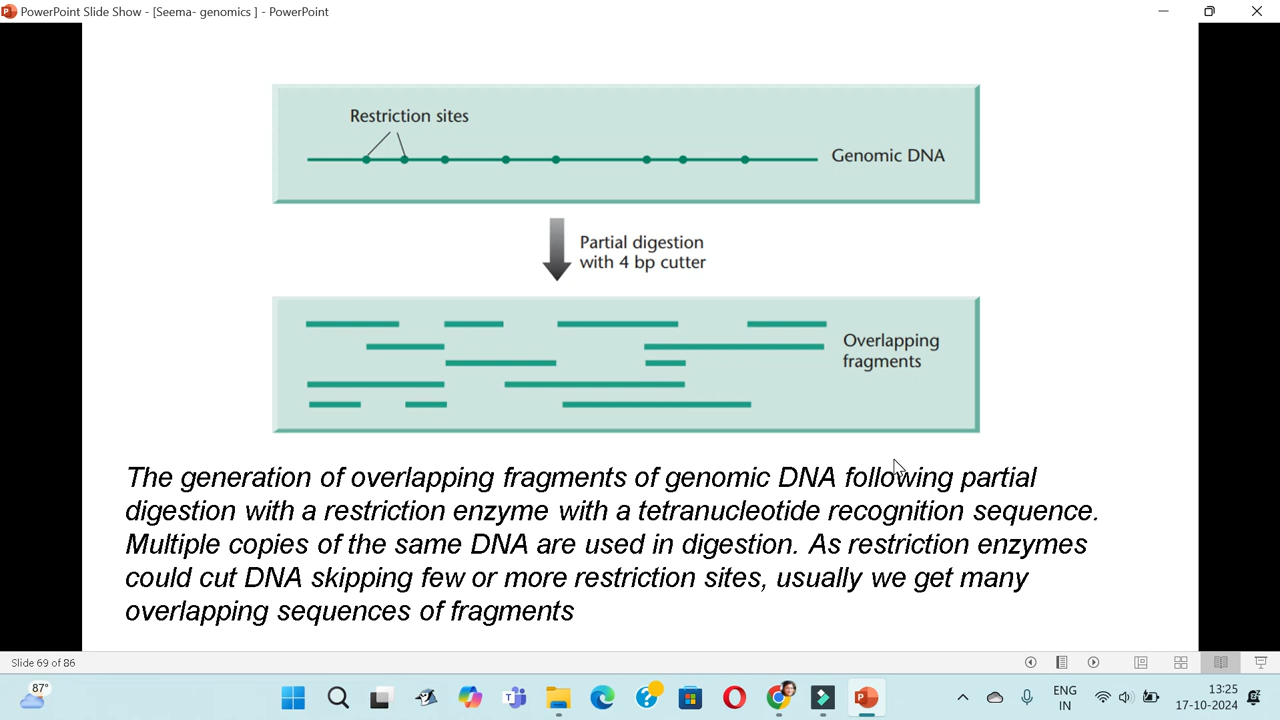 PowerPoint Slide Show - [Seema- genomics ] - PowerPoint
Restriction sites
Genomic DNA
Partial digestion
with 4 bp cutter
Overlapping
fragments
The generation of overlapping fragments of genomic DNA following partial
digestion with a restriction enzyme with a tetranucleotide recognition sequence.
Multiple copies of the same DNA are used in digestion. As restriction enzymes
could cut DNA skipping few or more restriction sites, usually we get many
overlapping sequences of fragments
Slide 69 of 86
87°
ENG
IN
13:25
17-10-2024